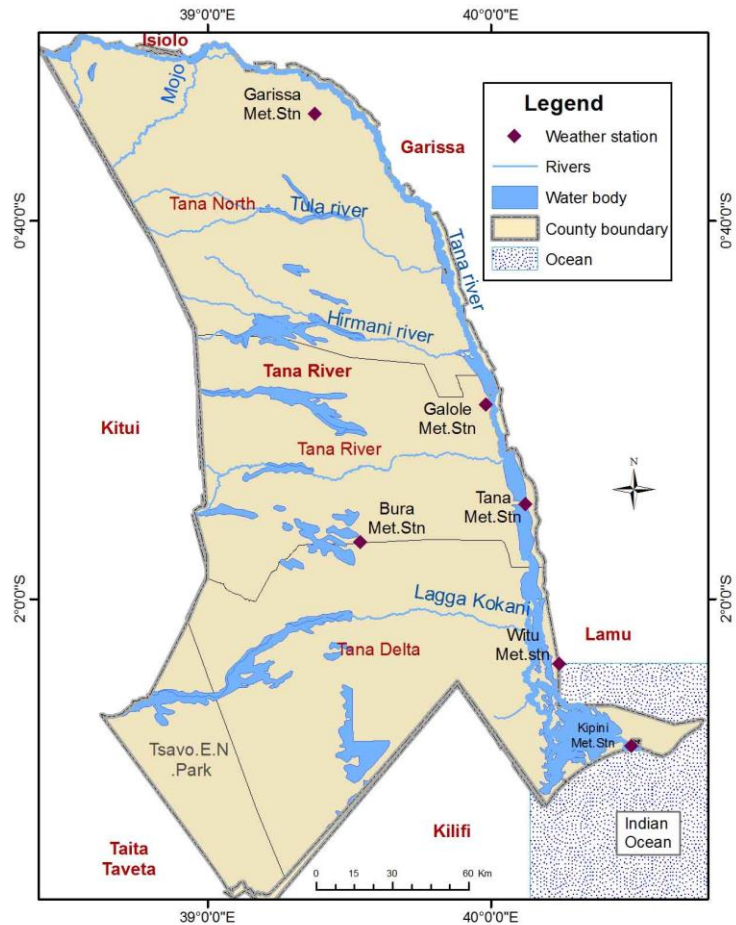 39°0'0"E
40°0'0"E
Isiolo
Mojo
Garissa
Met.Stn
Garissa
Legend
Weather station
Rivers
Water body
County boundary
Ocean
0°40'0"S
0°40'0"S
Tana North
Tula river
Tana river
Hirmani river
Tana River
Kitui
Galole
Met.Stn
Tana River
N
Bura
Met.Stn
Tana
Met.Stn
2°0'0"S
2°0'0"S
Lagga Kokani
Witu
Met.stn
Lamu
Tana Delta
Tsavo.E.N
.Park
Kipini
Met.Stn
Indian
Ocean
Kilifi
Taita
Taveta
0 15 30 60 Km
39°0'0"E
40°0'0"E